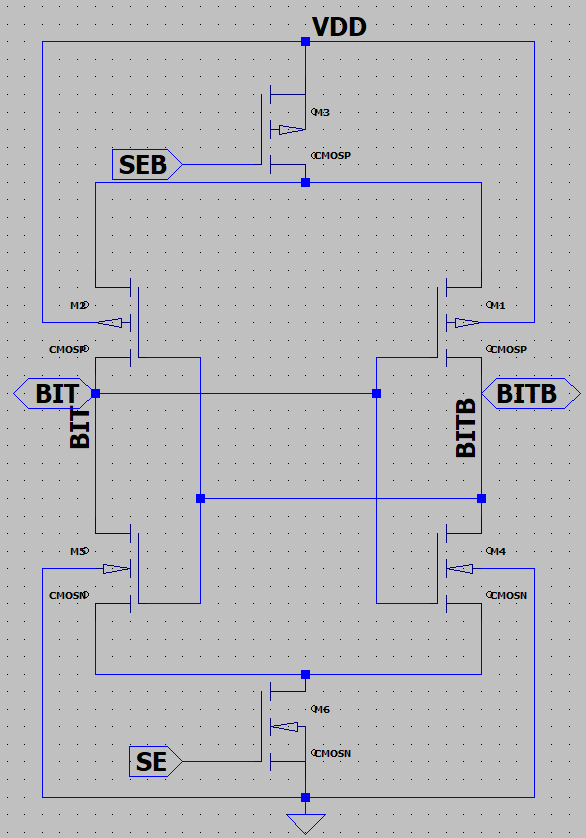 VDD
M3
CMOSP
SEB
M2
M1
CMOSP
CMOSP
BIT
BITB
BIT
BITB
M5
M4
CMOSN
CMOSN
M6
CMOSN
SE